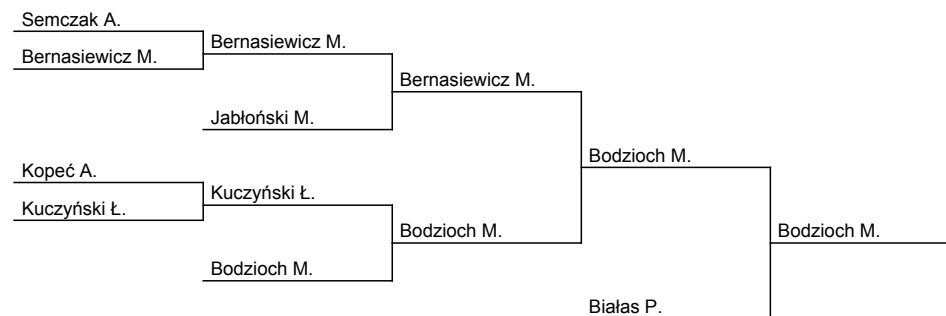 Semczak A.
Bernasiewicz M.
Bernasiewicz M.
Bernasiewicz M.
Jabłoński M.
Bodzioch M.
Kopeć A.
Kuczyński Ł.
Kuczyński Ł.
Bodzioch M.
Bodzioch M.
Bodzioch M.
Białas P.